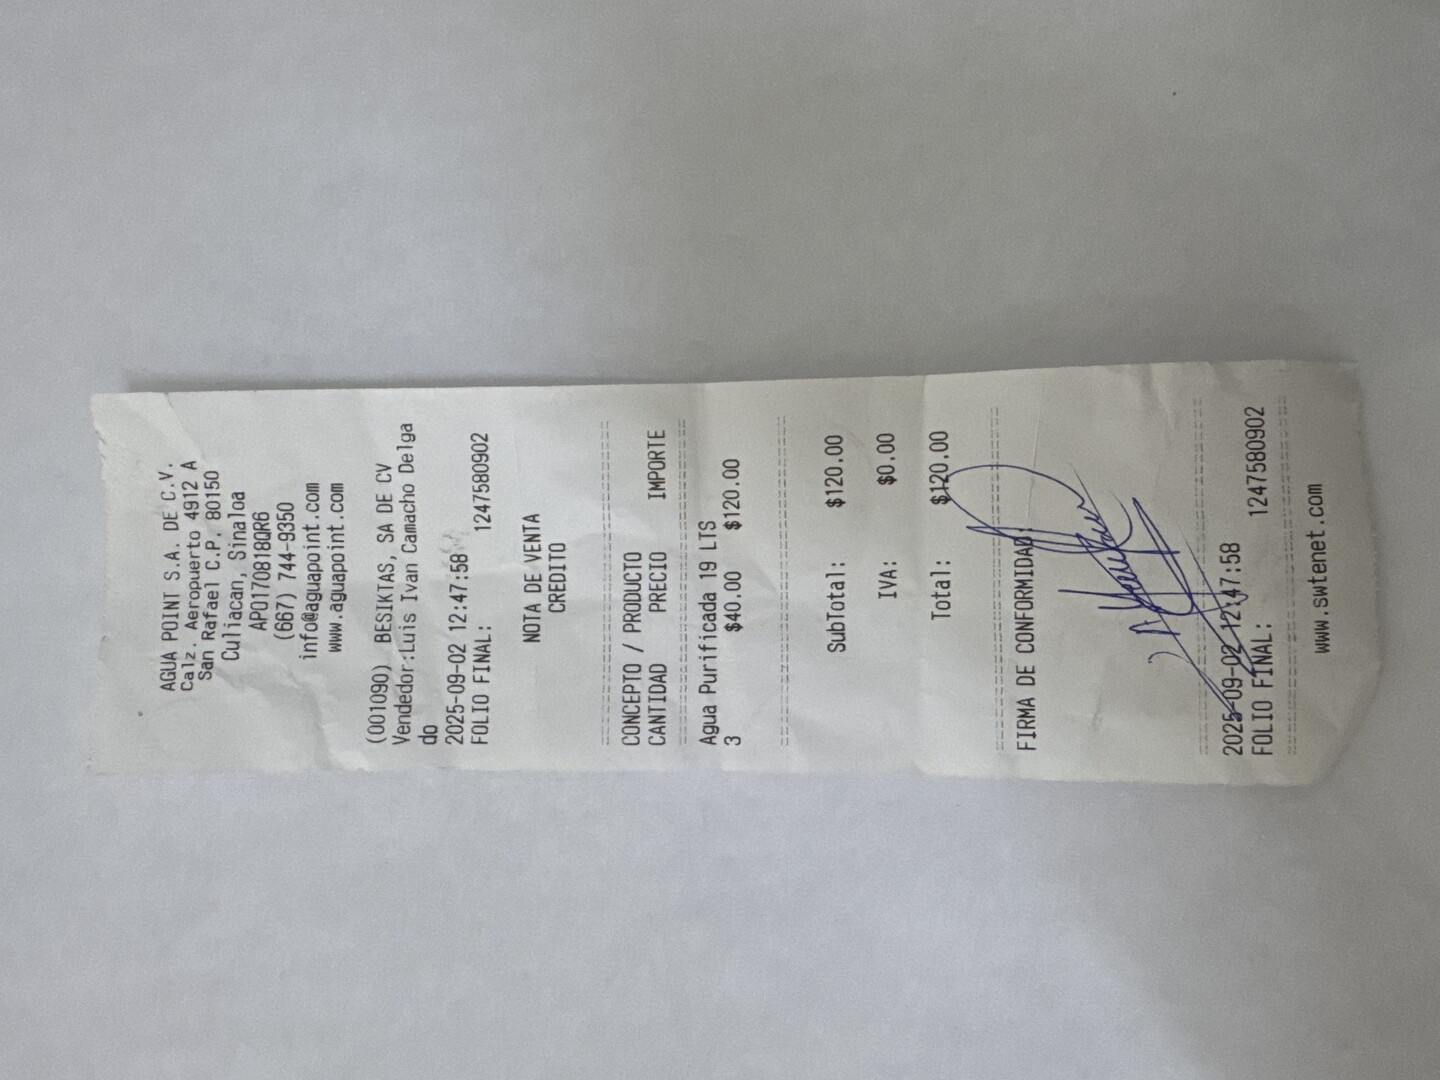 AGUA POINT S.A. DE C.V.
Calz. Aeropuerto 4912 A
San Rafael C.P. 80150
Culiacan, Sinaloa
APO170818QR6
(667) 744-9350
info@aguapoint.com
www.aguapoint.com
(001090) BESIKTAS, SA DE CV
Vendedor:Luis Ivan Camacho Delga
do
2025-09-02 12:47:58
FOLIO FINAL: 1247580902
NOTA DE VENTA
CREDITO
CONCEPTO / PRODUCTO
CANTIDAD PRECIO IMPORTE
Agua Purificada 19 LTS
3 $40.00 $120.00
SubTotal: $120.00
IVA: $0.00
Total: $120.00
FIRMA DE CONFORMIDAD:
2025-09-02 12:47:58
FOLIO FINAL: 1247580902
www.swtenet.com